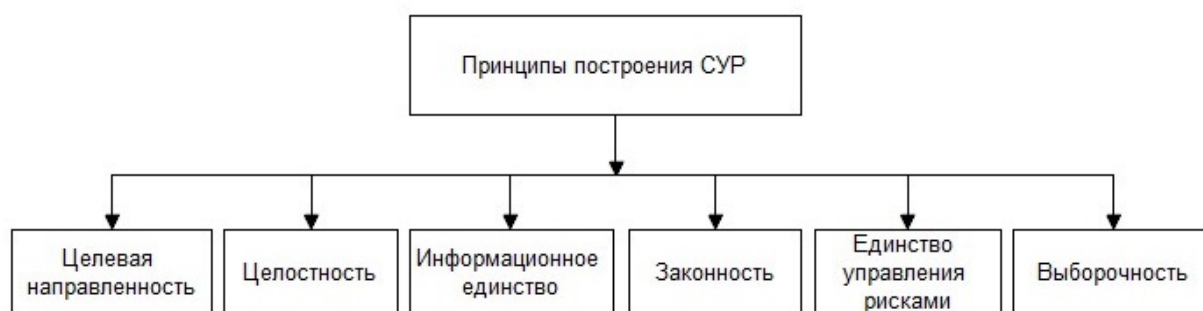 Принципы построения СУР
Целевая
направленность
Целостность
Информационное
единство
Законность
Единство
управления
рисками
Выборочность